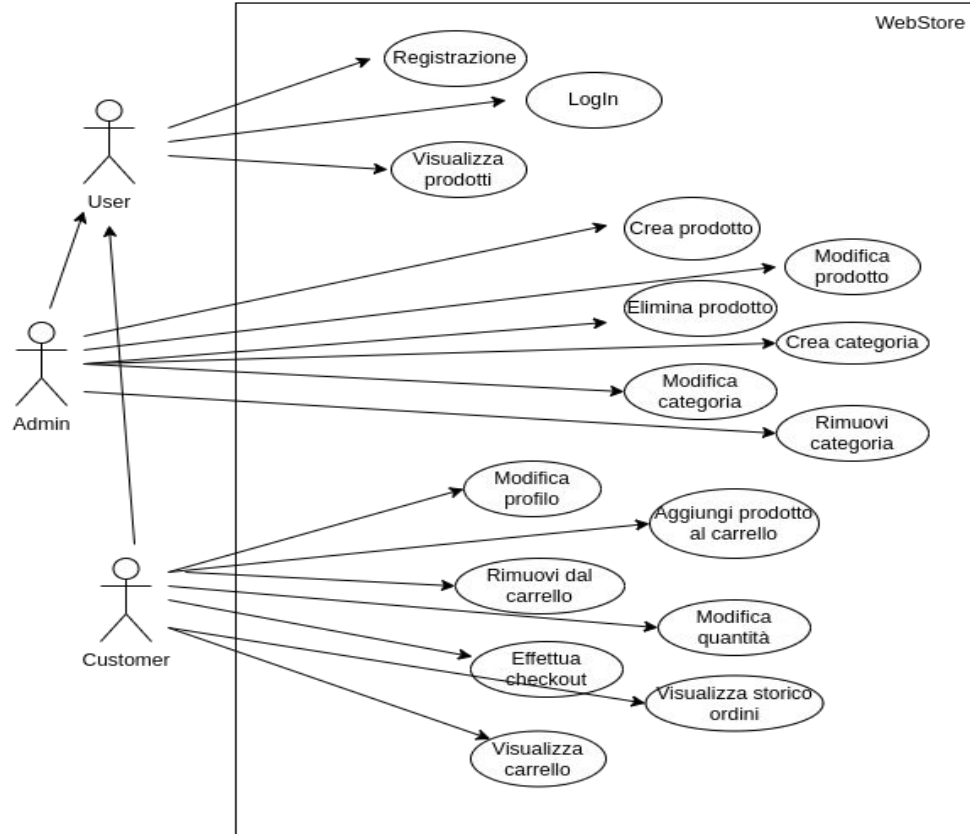 WebStore
Registrazione
LogIn
Visualizza
prodotti
User
Crea prodotto
Modifica
prodotto
Elimina prodotto
Crea categoria
Modifica
categoria
Rimuovi
categoria
Admin
Modifica
profilo
Aggiungi prodotto
al carrello
Rimuovi dal
carrello
Modifica
quantità
Customer
Effettua
checkout
Visualizza storico
ordini
Visualizza
carrello